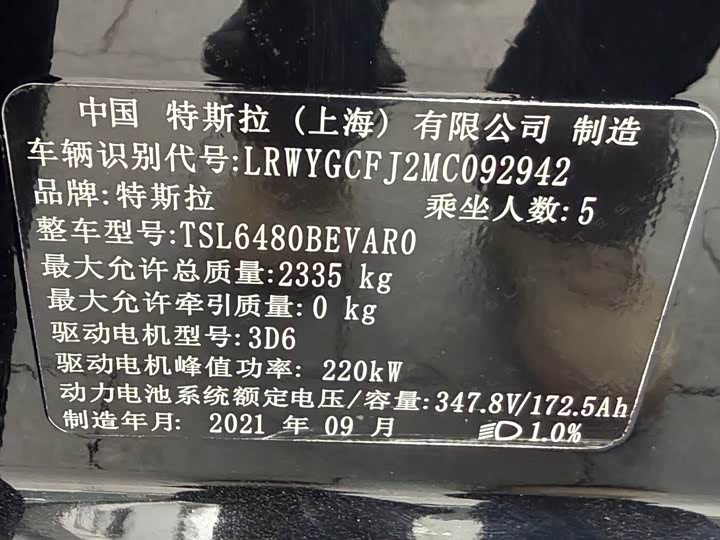 中国 特斯拉 (上海) 有限公司 制造
车辆识别代号:LRWYGCFJ2MC092942
品牌:特斯拉 乘坐人数:5
整车型号:TSL6480BEVAR0
最大允许总质量:2335 kg
最大允许牵引质量:0 kg
驱动电机型号:3D6
驱动电机峰值功率: 220kW
动力电池系统额定电压/容量:347.8V/172.5Ah
制造年月: 2021 年 09 月 1.0%